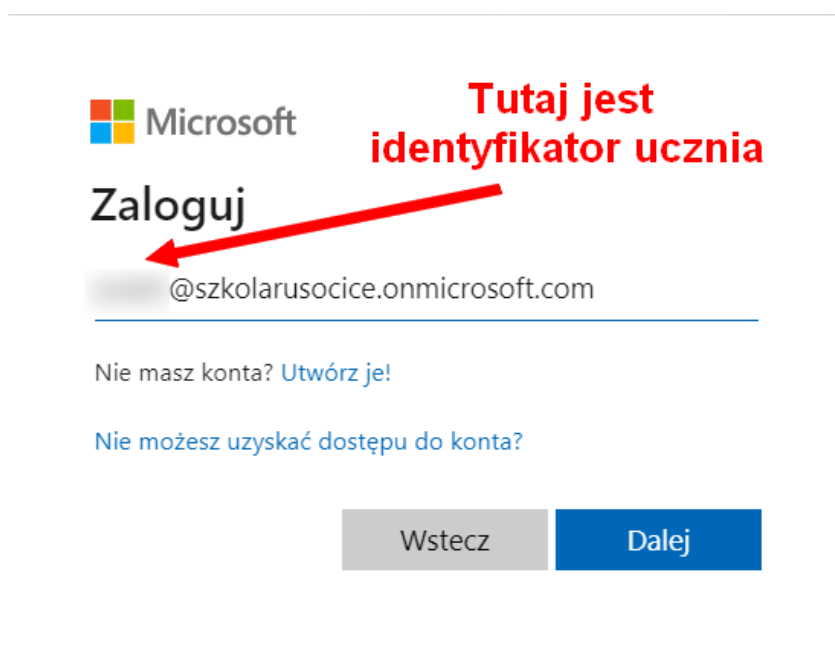 Microsoft
Tutaj jest
identyfikator ucznia
Zaloguj
@szkolarusocice.onmicrosoft.com
Nie masz konta? Utwórz je!
Nie możesz uzyskać dostępu do konta?
Wstecz
Dalej